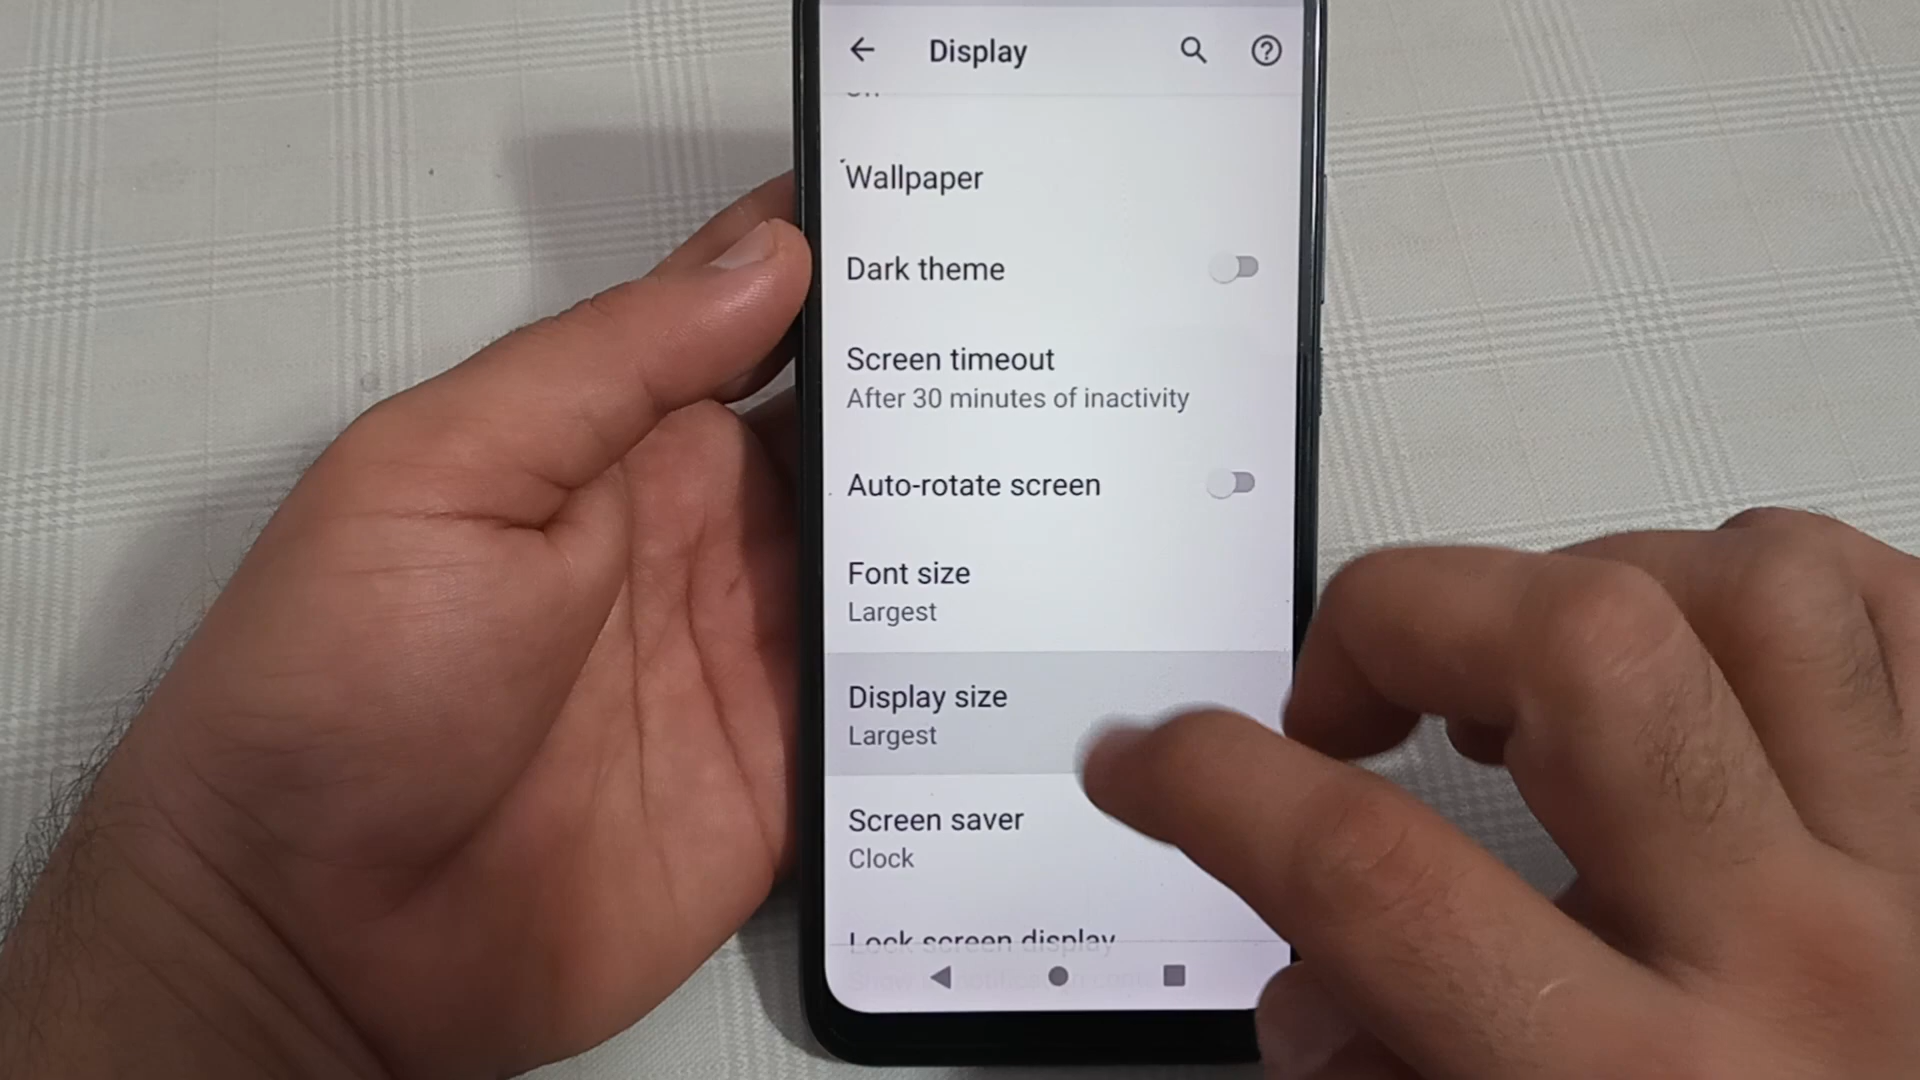 Display
Wallpaper
Dark theme
Screen timeout
After 30 minutes of inactivity
Auto-rotate screen
Font size
Largest
Display size
Largest
Screen saver
Clock
Lock screen display